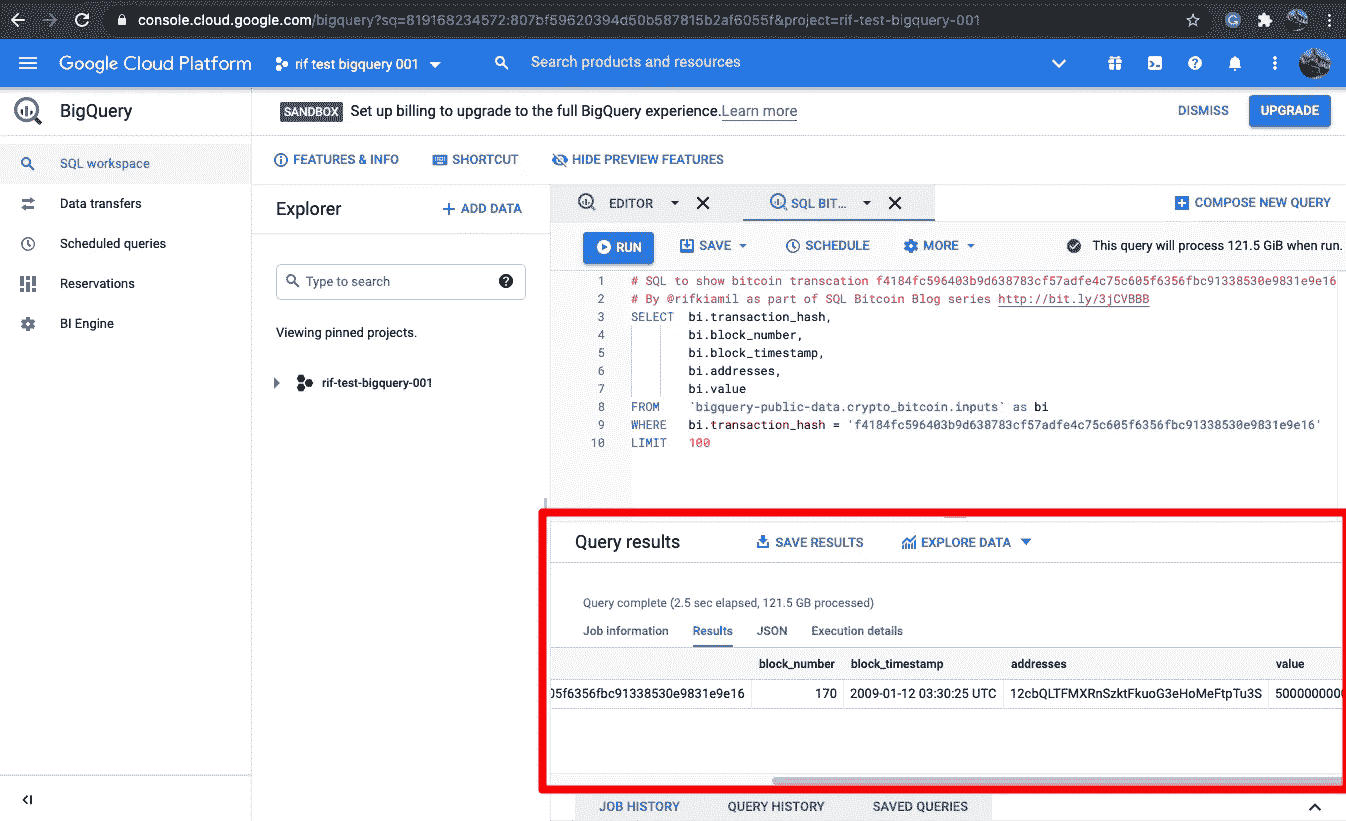 console.cloud.google.com/bigquery?sq=819168234572:807bf59620394d50b587815b2af6055f&project=rif-test-bigquery-001
Google Cloud Platform
rif test bigquery 001
Search products and resources
BigQuery
SANDBOX Set up billing to upgrade to the full BigQuery experience. Learn more
DISMISS
UPGRADE
SQL workspace
Data transfers
Scheduled queries
Reservations
BI Engine
FEATURES & INFO
SHORTCUT
HIDE PREVIEW FEATURES
Explorer
+ ADD DATA
Type to search
Viewing pinned projects.
rif-test-bigquery-001
EDITOR
SQL BIT...
COMPOSE NEW QUERY
RUN
SAVE
SCHEDULE
MORE
This query will process 121.5 GiB when run.
1 # SQL to show bitcoin transcation f4184fc596403b9d638783cf57adfe4c75c605f6356fbc91338530e9831e9e16
2 # By @rifkiamil as part of SQL Bitcoin Blog series http://bit.ly/3jCVBBB
3 SELECT bi.transaction_hash,
4 bi.block_number,
5 bi.block_timestamp,
6 bi.addresses,
7 bi.value
8 FROM `bigquery-public-data.crypto_bitcoin.inputs` as bi
9 WHERE bi.transaction_hash = 'f4184fc596403b9d638783cf57adfe4c75c605f6356fbc91338530e9831e9e16'
10 LIMIT 100
Query results
SAVE RESULTS
EXPLORE DATA
Query complete (2.5 sec elapsed, 121.5 GB processed)
Job information
Results
JSON
Execution details
block_number block_timestamp addresses value
05f6356fbc91338530e9831e9e16 170 2009-01-12 03:30:25 UTC 12cbQLTFMXRnSzktFkuoG3eHoMeFtpTu3S 5000000000
JOB HISTORY
QUERY HISTORY
SAVED QUERIES